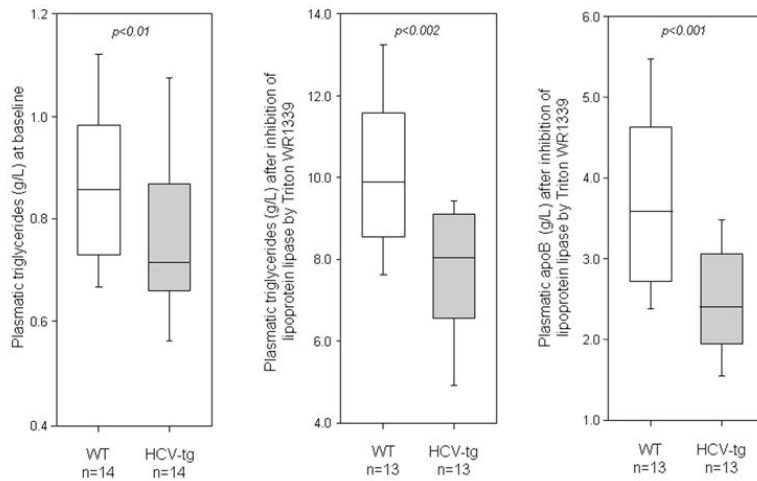 Plasmatic triglycerides (g/L) at baseline
1.2
1.0
0.8
0.6
0.4
p<0.01
WT
n=14
HCV-tg
n=14
Plasmatic triglycerides (g/L) after inhibition of
lipoprotein lipase by Triton WR1339
14.0
12.0
10.0
8.0
6.0
4.0
p<0.002
WT
n=13
HCV-tg
n=13
Plasmatic apoB (g/L) after inhibition of
lipoprotein lipase by Triton WR1339
6.0
5.0
4.0
3.0
2.0
1.0
p<0.001
WT
n=13
HCV-tg
n=13